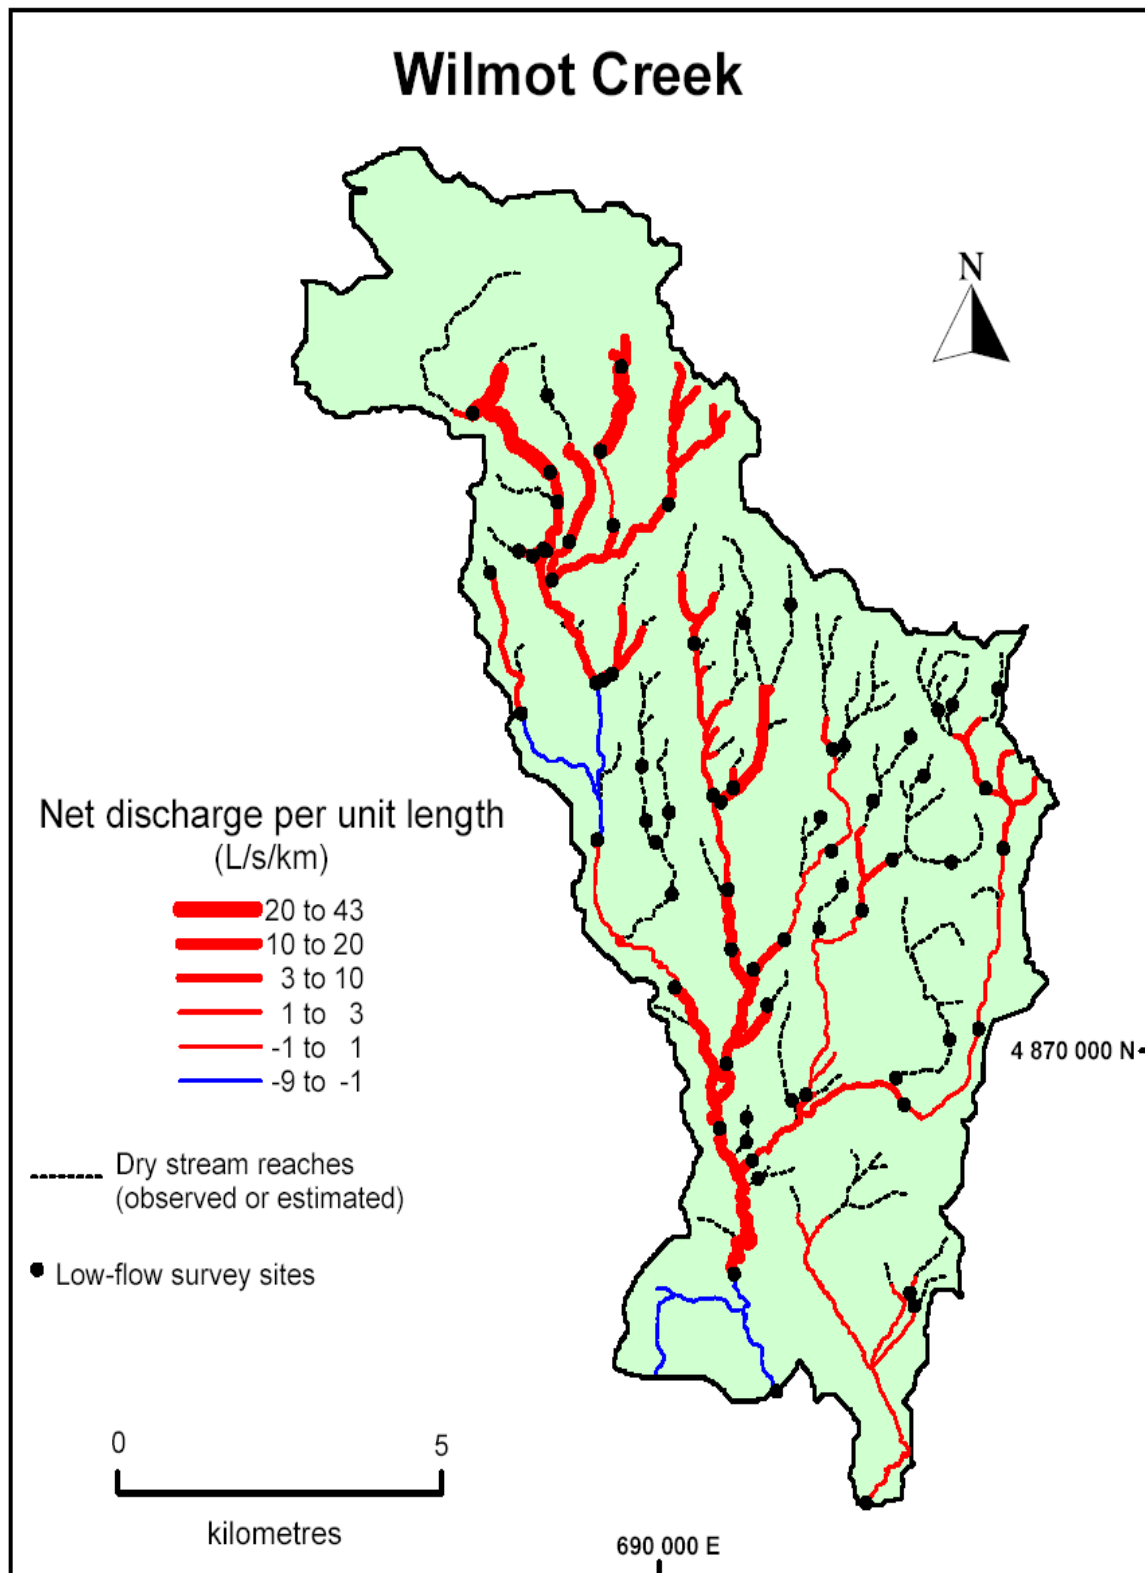 Wilmot Creek
N
Net discharge per unit length
(L/s/km)
20 to 43
10 to 20
3 to 10
1 to 3
-1 to 1
-9 to -1
4 870 000 N
Dry stream reaches
(observed or estimated)
Low-flow survey sites
0 5
kilometres
690 000 E